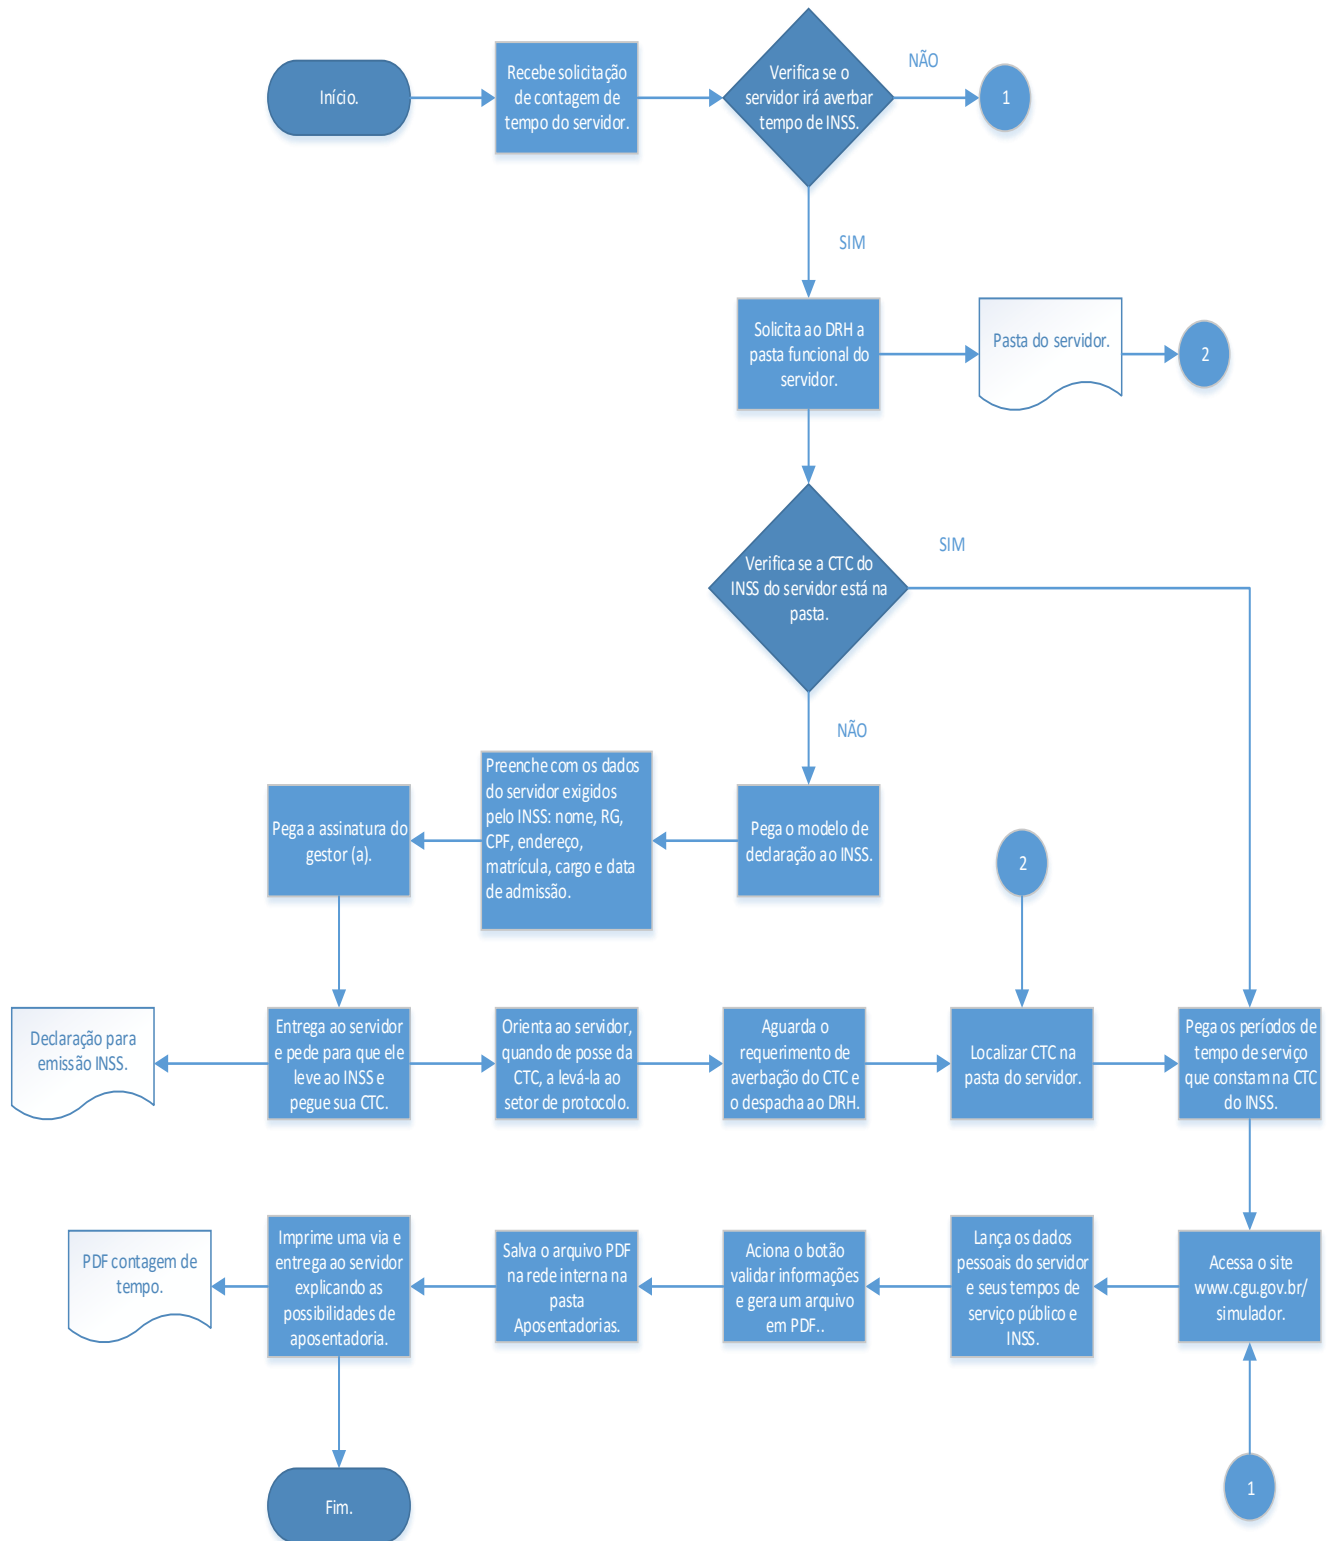 Início.
Recebe solicitação
de contagem de
tempo do servidor.
Verifica se o
servidor irá averbar
tempo de INSS.
NÃO
1
SIM
Solicita ao DRH a
pasta funcional do
servidor.
Pasta do servidor.
2
Verifica se a CTC do
INSS do servidor está na
pasta.
SIM
NÃO
Pega o modelo de
declaração ao INSS.
Preenche com os dados
do servidor exigidos
pelo INSS: nome, RG,
CPF, endereço,
matrícula, cargo e data
de admissão.
Pega a assinatura do
gestor (a).
2
Declaração para
emissão INSS.
Entrega ao servidor
e pede para que ele
leve ao INSS e
pegue sua CTC.
Orienta ao servidor,
quando de posse da
CTC, a levá-la ao
setor de protocolo.
Aguarda o
requerimento de
averbação do CTC e
o despacha ao DRH.
Localizar CTC na
pasta do servidor.
Pega os períodos de
tempo de serviço
que constam na CTC
do INSS.
Acessa o site
www.cgu.gov.br/
simulador.
Lança os dados
pessoais do servidor
e seus tempos de
serviço público e
INSS.
Aciona o botão
validar informações
e gera um arquivo
em PDF..
Salva o arquivo PDF
na rede interna na
pasta
Aposentadorias.
Imprime uma via e
entrega ao servidor
explicando as
possibilidades de
aposentadoria.
PDF contagem de
tempo.
1
Fim.